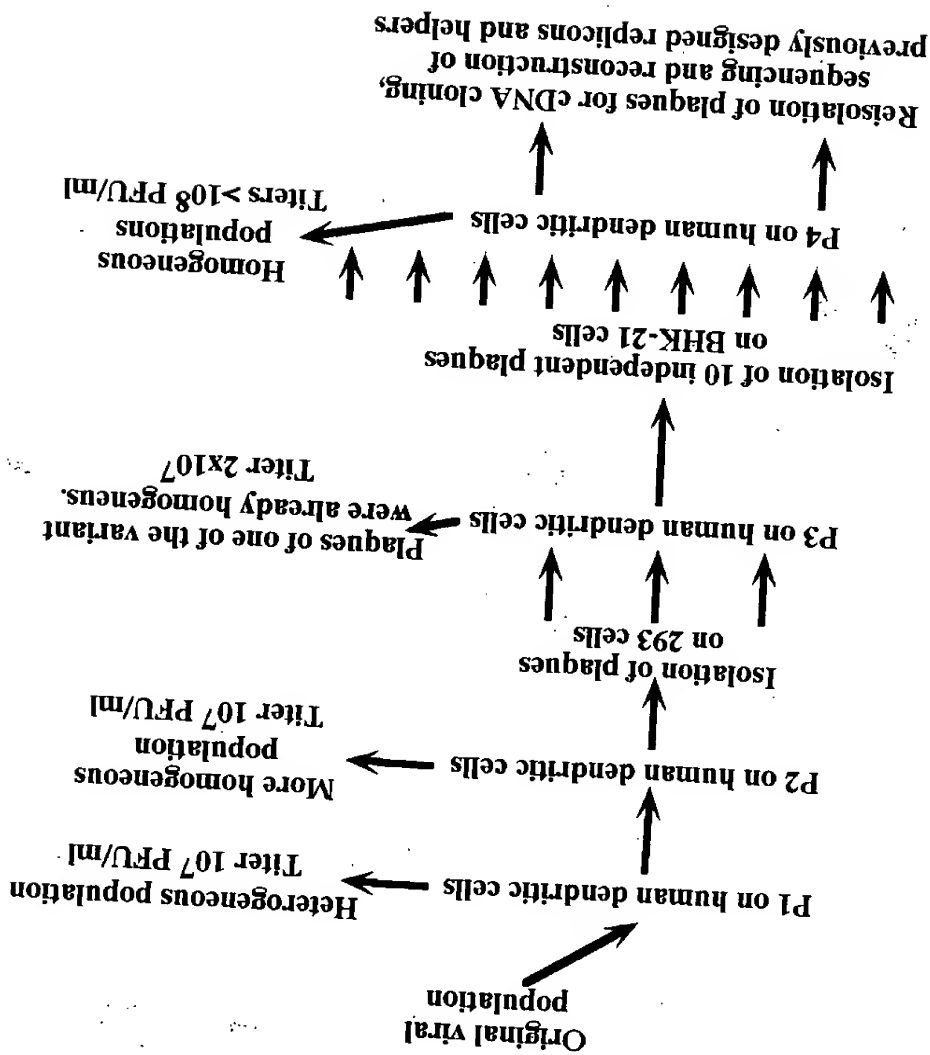 Original viral
population
P1 on human dendritic cells
Heterogeneous population
Titer 10⁷ PFU/ml
P2 on human dendritic cells
More homogeneous
population
Titer 10⁷ PFU/ml
Isolation of plaques
on 293 cells
P3 on human dendritic cells
Plaques of one of the variant
were already homogeneus.
Titer 2x10⁷
Isolation of 10 independent plaques
on BHK-21 cells
P4 on human dendritic cells
Homogeneous
populations
Titers >10⁸ PFU/ml
Reisolation of plaques for cDNA cloning,
sequencing and reconstruction of
previously designed replicons and helpers